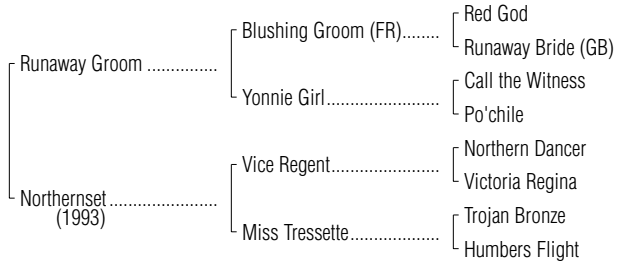 Red God
Blushing Groom (FR)........
Runaway Bride (GB)
Runaway Groom ...............
Call the Witness
Yonnie Girl........................
Po'chile
Northern Dancer
Vice Regent.......................
Victoria Regina
Northernset......................
(1993)
Trojan Bronze
Miss Tressette...................
Humbers Flight